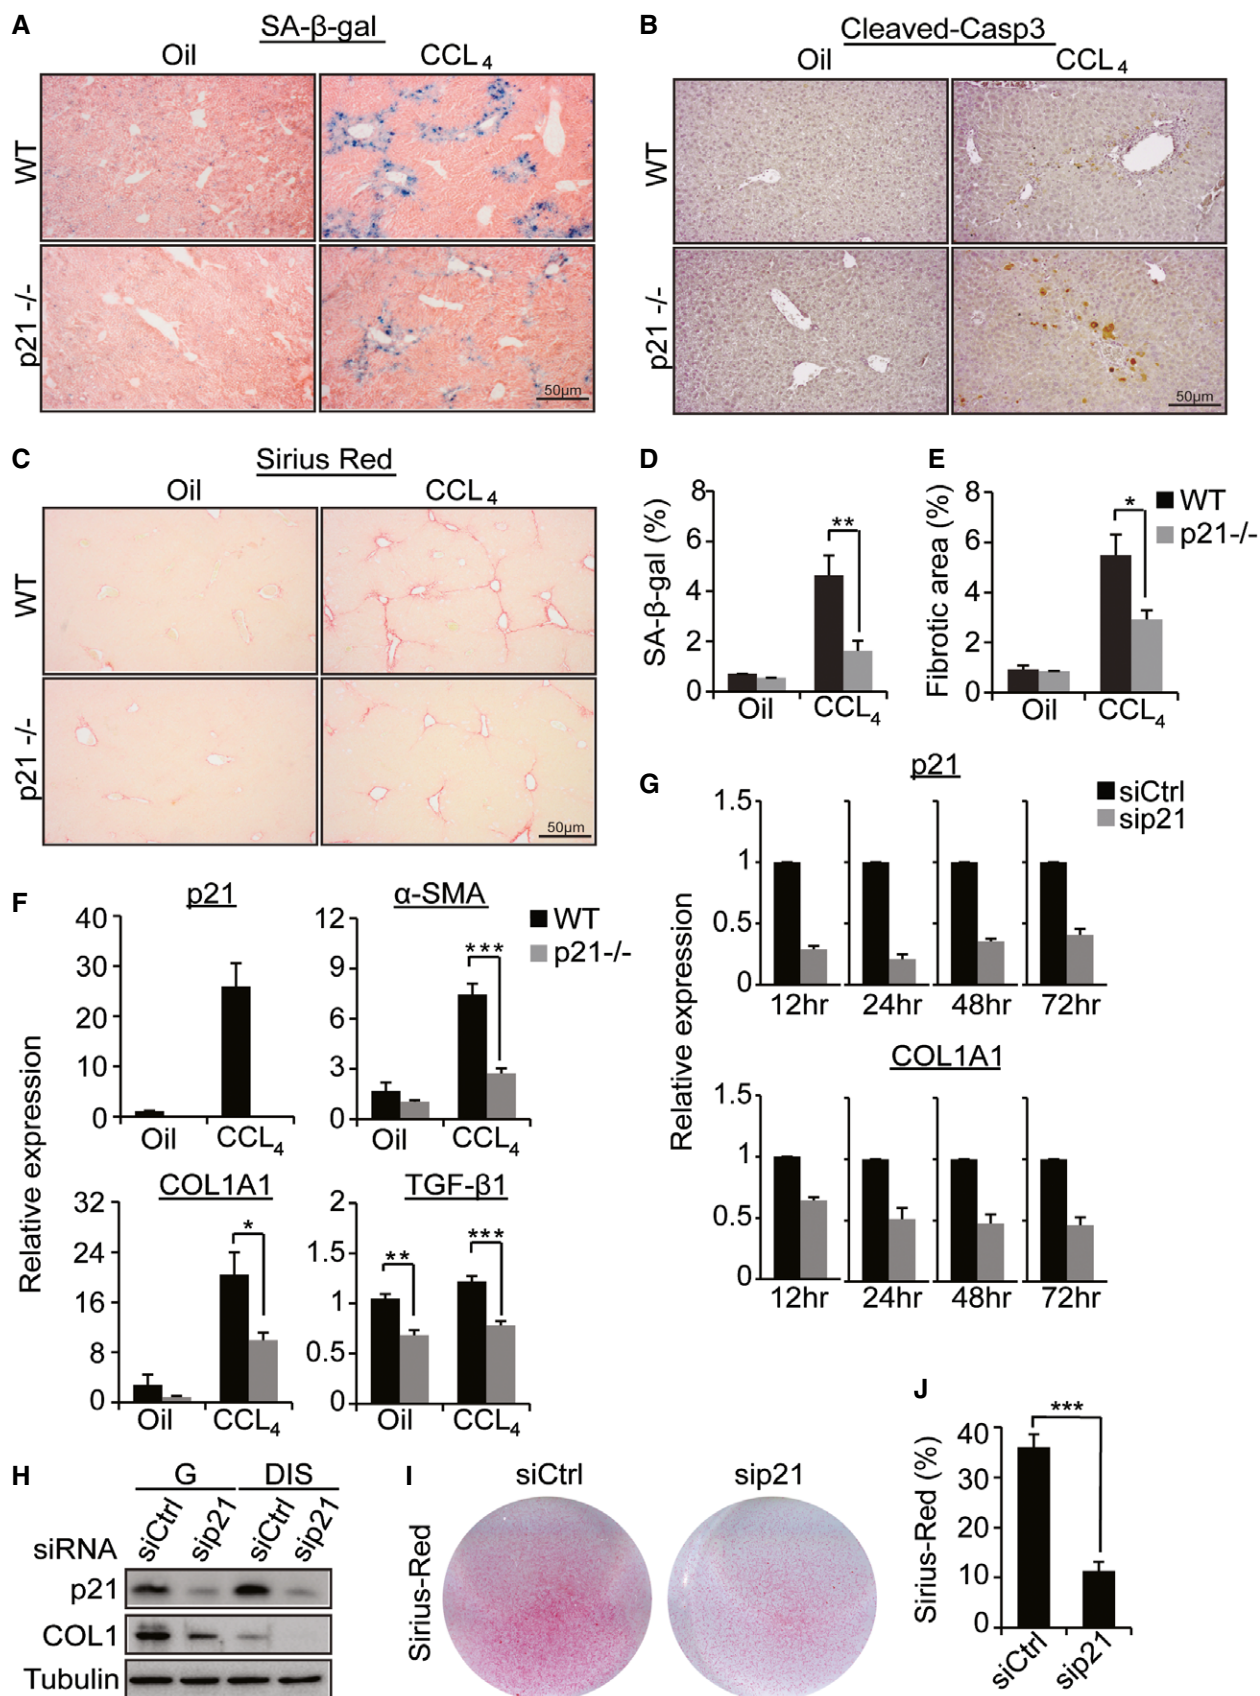 A
SA-β-gal
Oil
CCL4
WT
p21 -/-
50µm
B
Cleaved-Casp3
Oil
CCL4
WT
p21 -/-
50µm
C
Sirius Red
Oil
CCL4
WT
p21 -/-
50µm
D
SA-β-gal (%)
8
6
4
2
0
**
Oil
CCL4
E
Fibrotic area (%)
8
6
4
2
0
*
Oil
CCL4
WT
p21-/-
F
Relative expression
p21
40
30
20
10
0
Oil
CCL4
α-SMA
12
9
6
3
0
***
Oil
CCL4
WT
p21-/-
COL1A1
32
24
16
8
0
*
Oil
CCL4
TGF-β1
2
1.5
1
0.5
0
**
***
Oil
CCL4
G
Relative expression
p21
siCtrl
sip21
1.5
1
0.5
0
12hr
24hr
48hr
72hr
COL1A1
1.5
1
0.5
0
12hr
24hr
48hr
72hr
H
G
DIS
siRNA
siCtrl
sip21
siCtrl
sip21
p21
COL1
Tubulin
I
siCtrl
sip21
Sirius-Red
J
Sirius-Red (%)
40
30
20
10
0
***
siCtrl
sip21